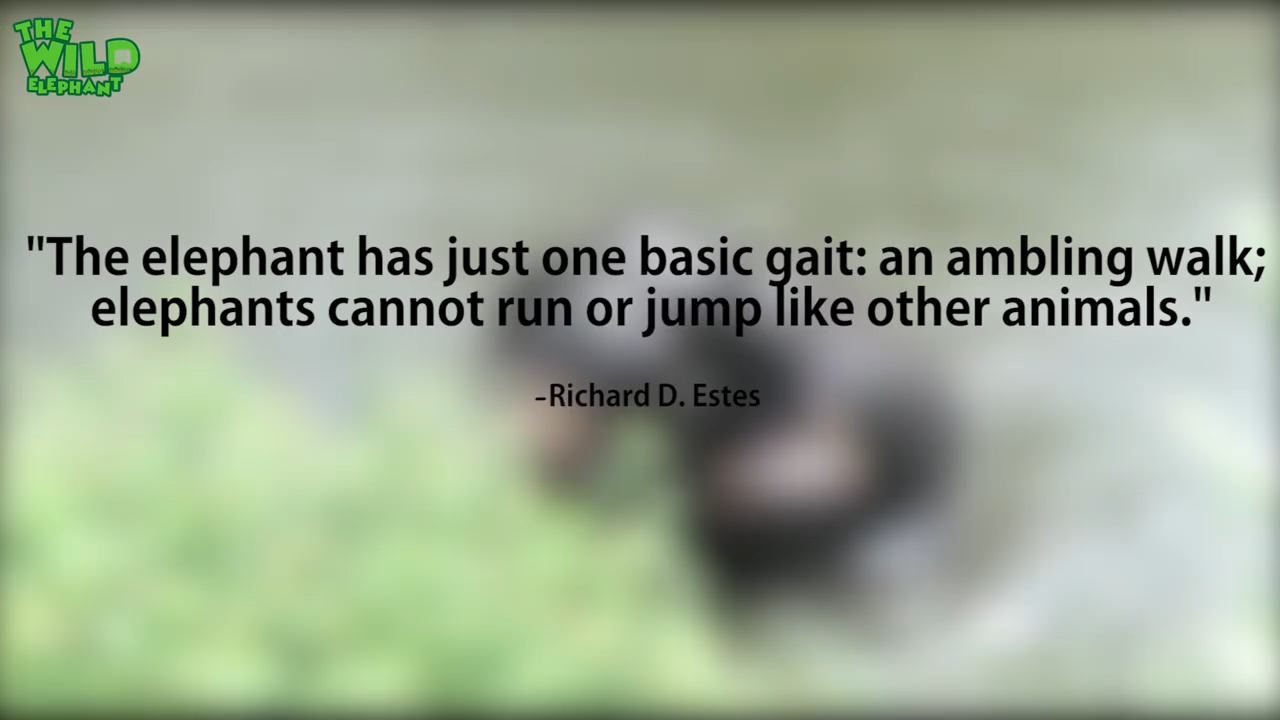 THE
WILD
ELEPHANT
"The elephant has just one basic gait: an ambling walk;
elephants cannot run or jump like other animals."
-Richard D. Estes